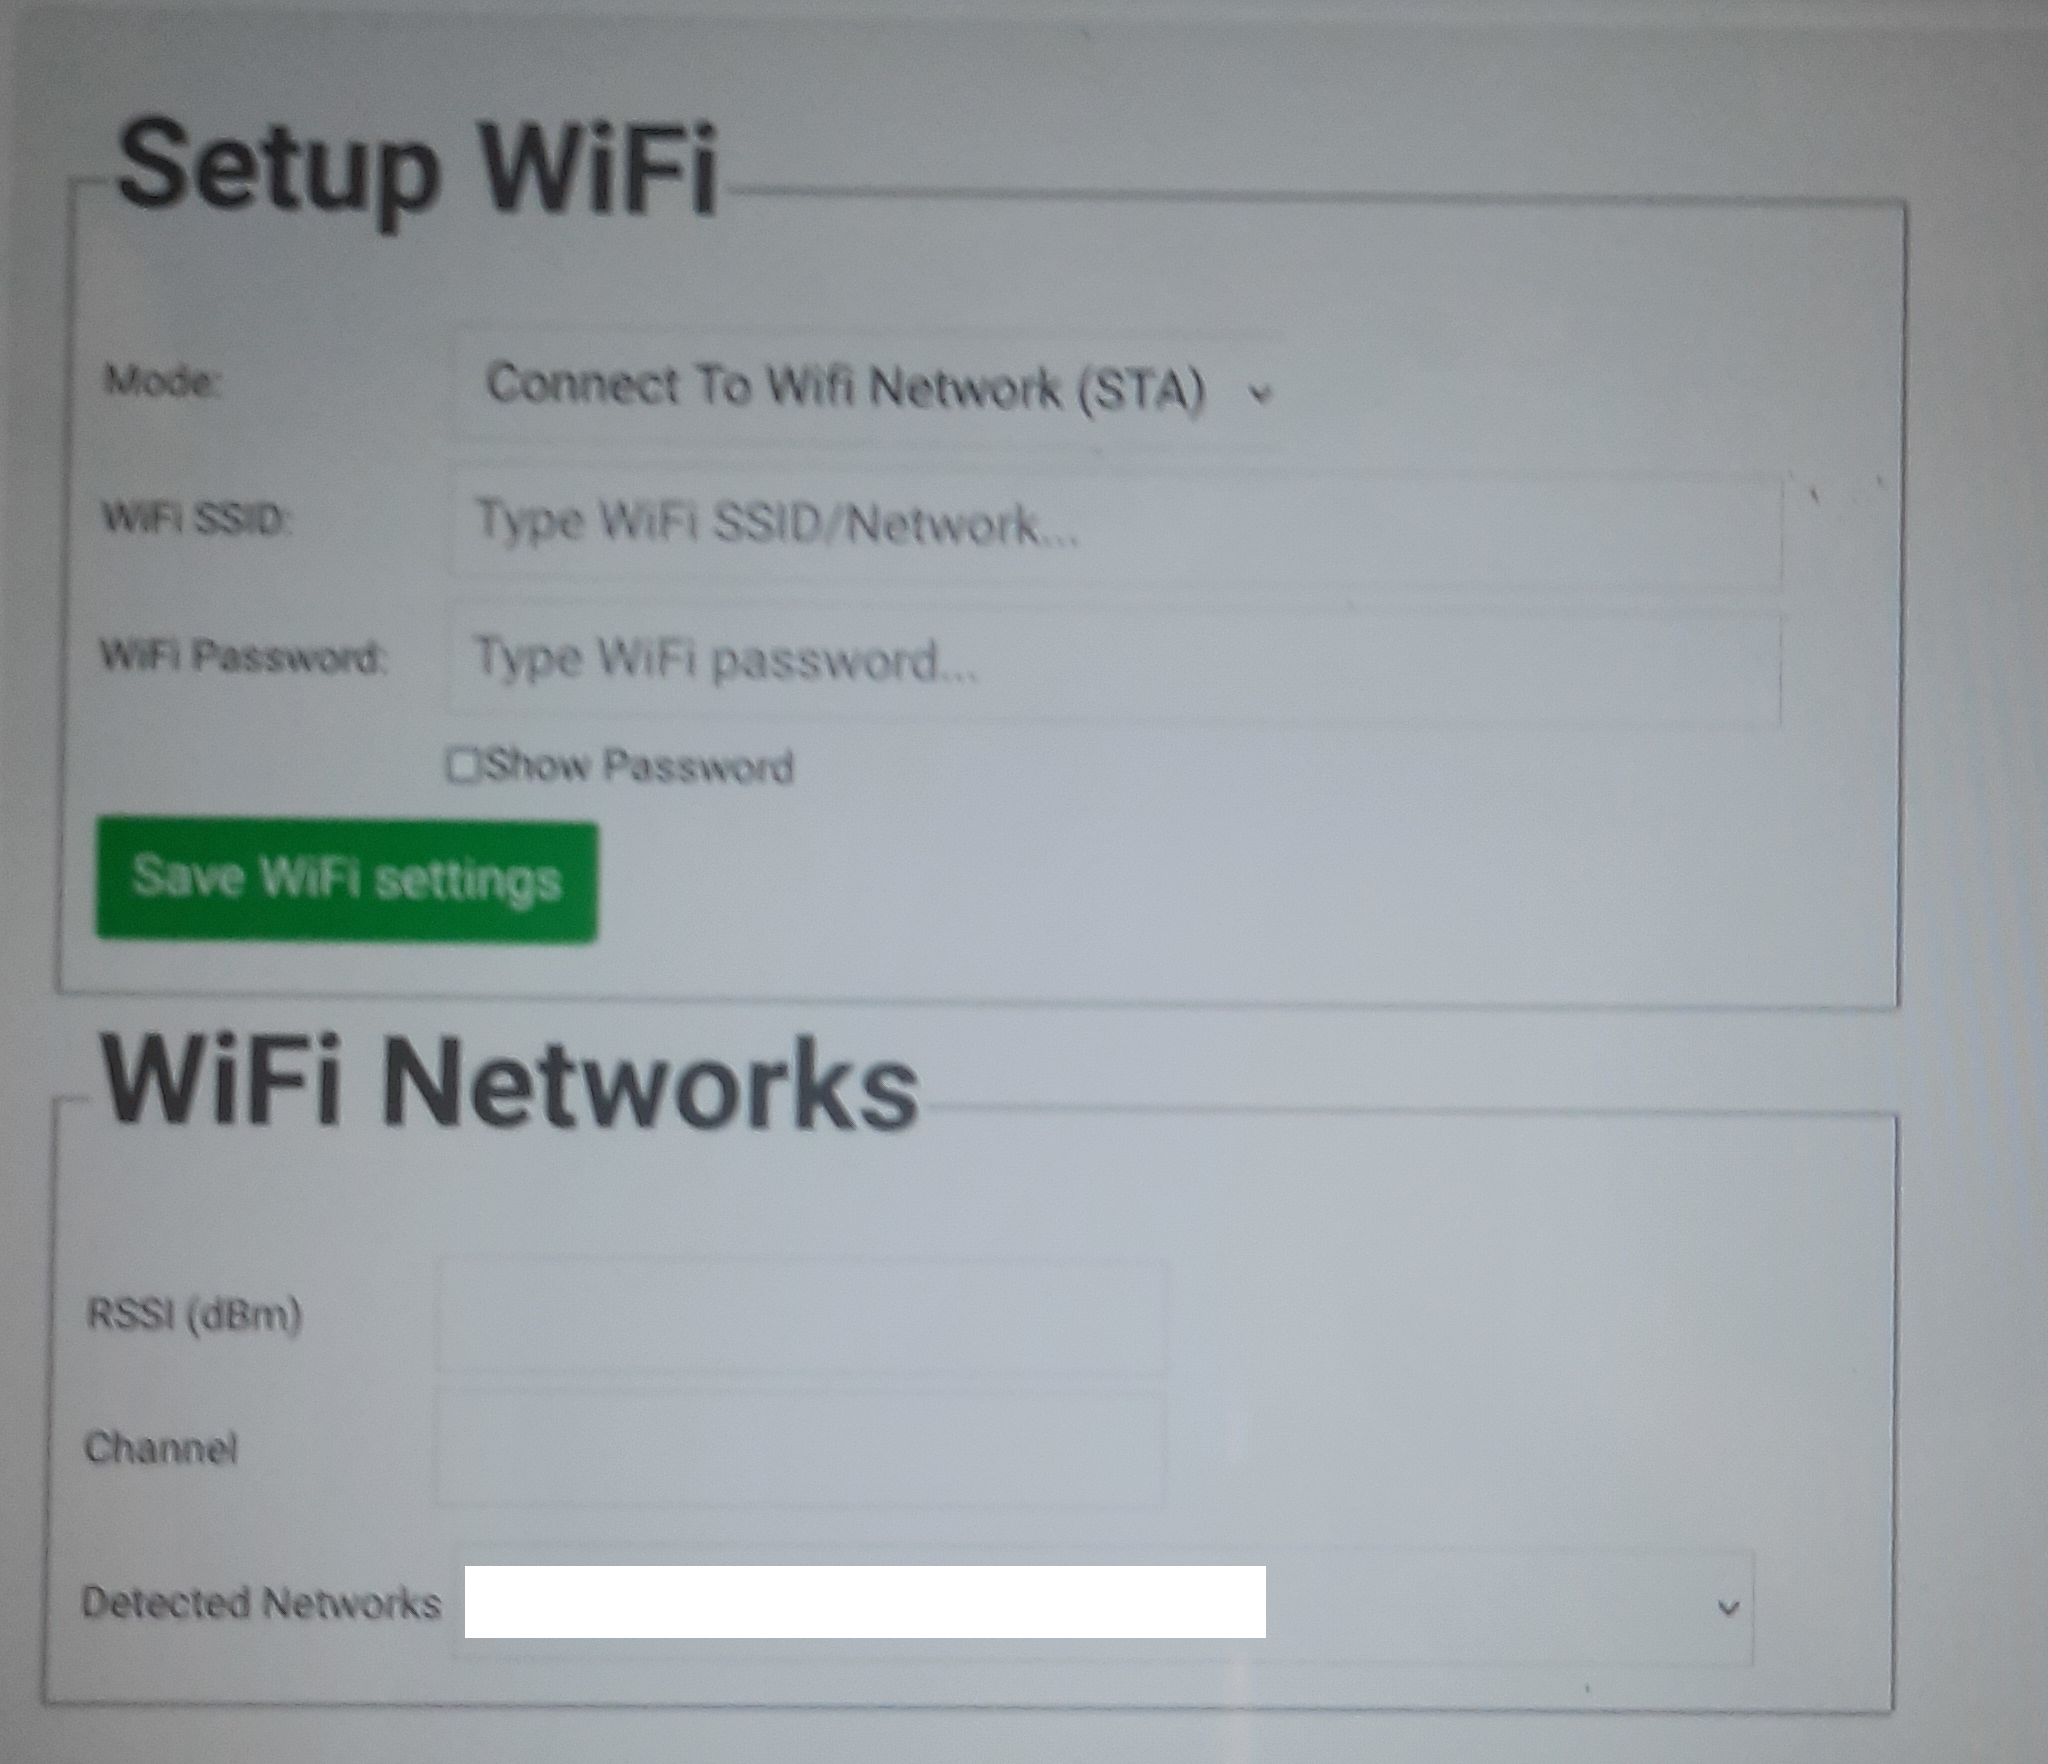 Setup WiFi
Mode: Connect To Wifi Network (STA)
WiFi SSID: Type WiFi SSID/Network...
WiFi Password: Type WiFi password...
Show Password
Save WiFi settings
WiFi Networks
RSSI (dBm)
Channel
Detected Networks